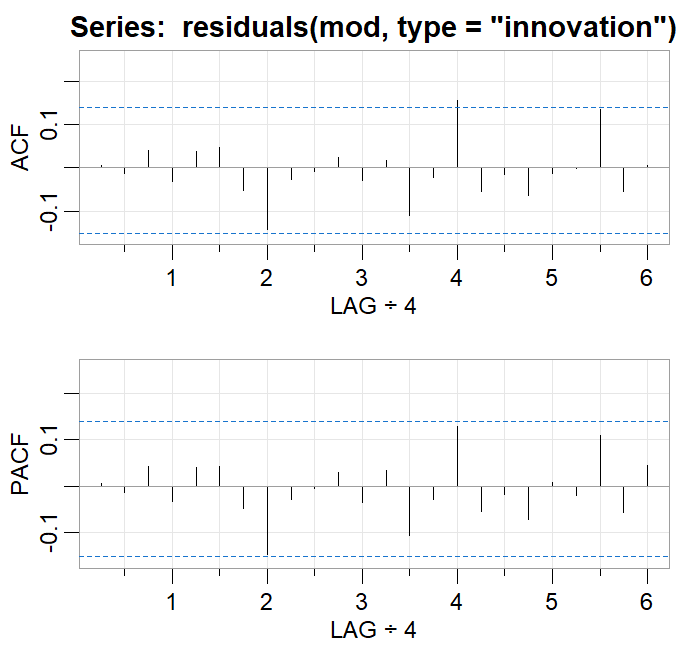 Series:  residuals(mod, type = "innovation")
ACF
0.1
-0.1
1 2 3 4 5 6
LAG ÷ 4
PACF
0.1
-0.1
1 2 3 4 5 6
LAG ÷ 4